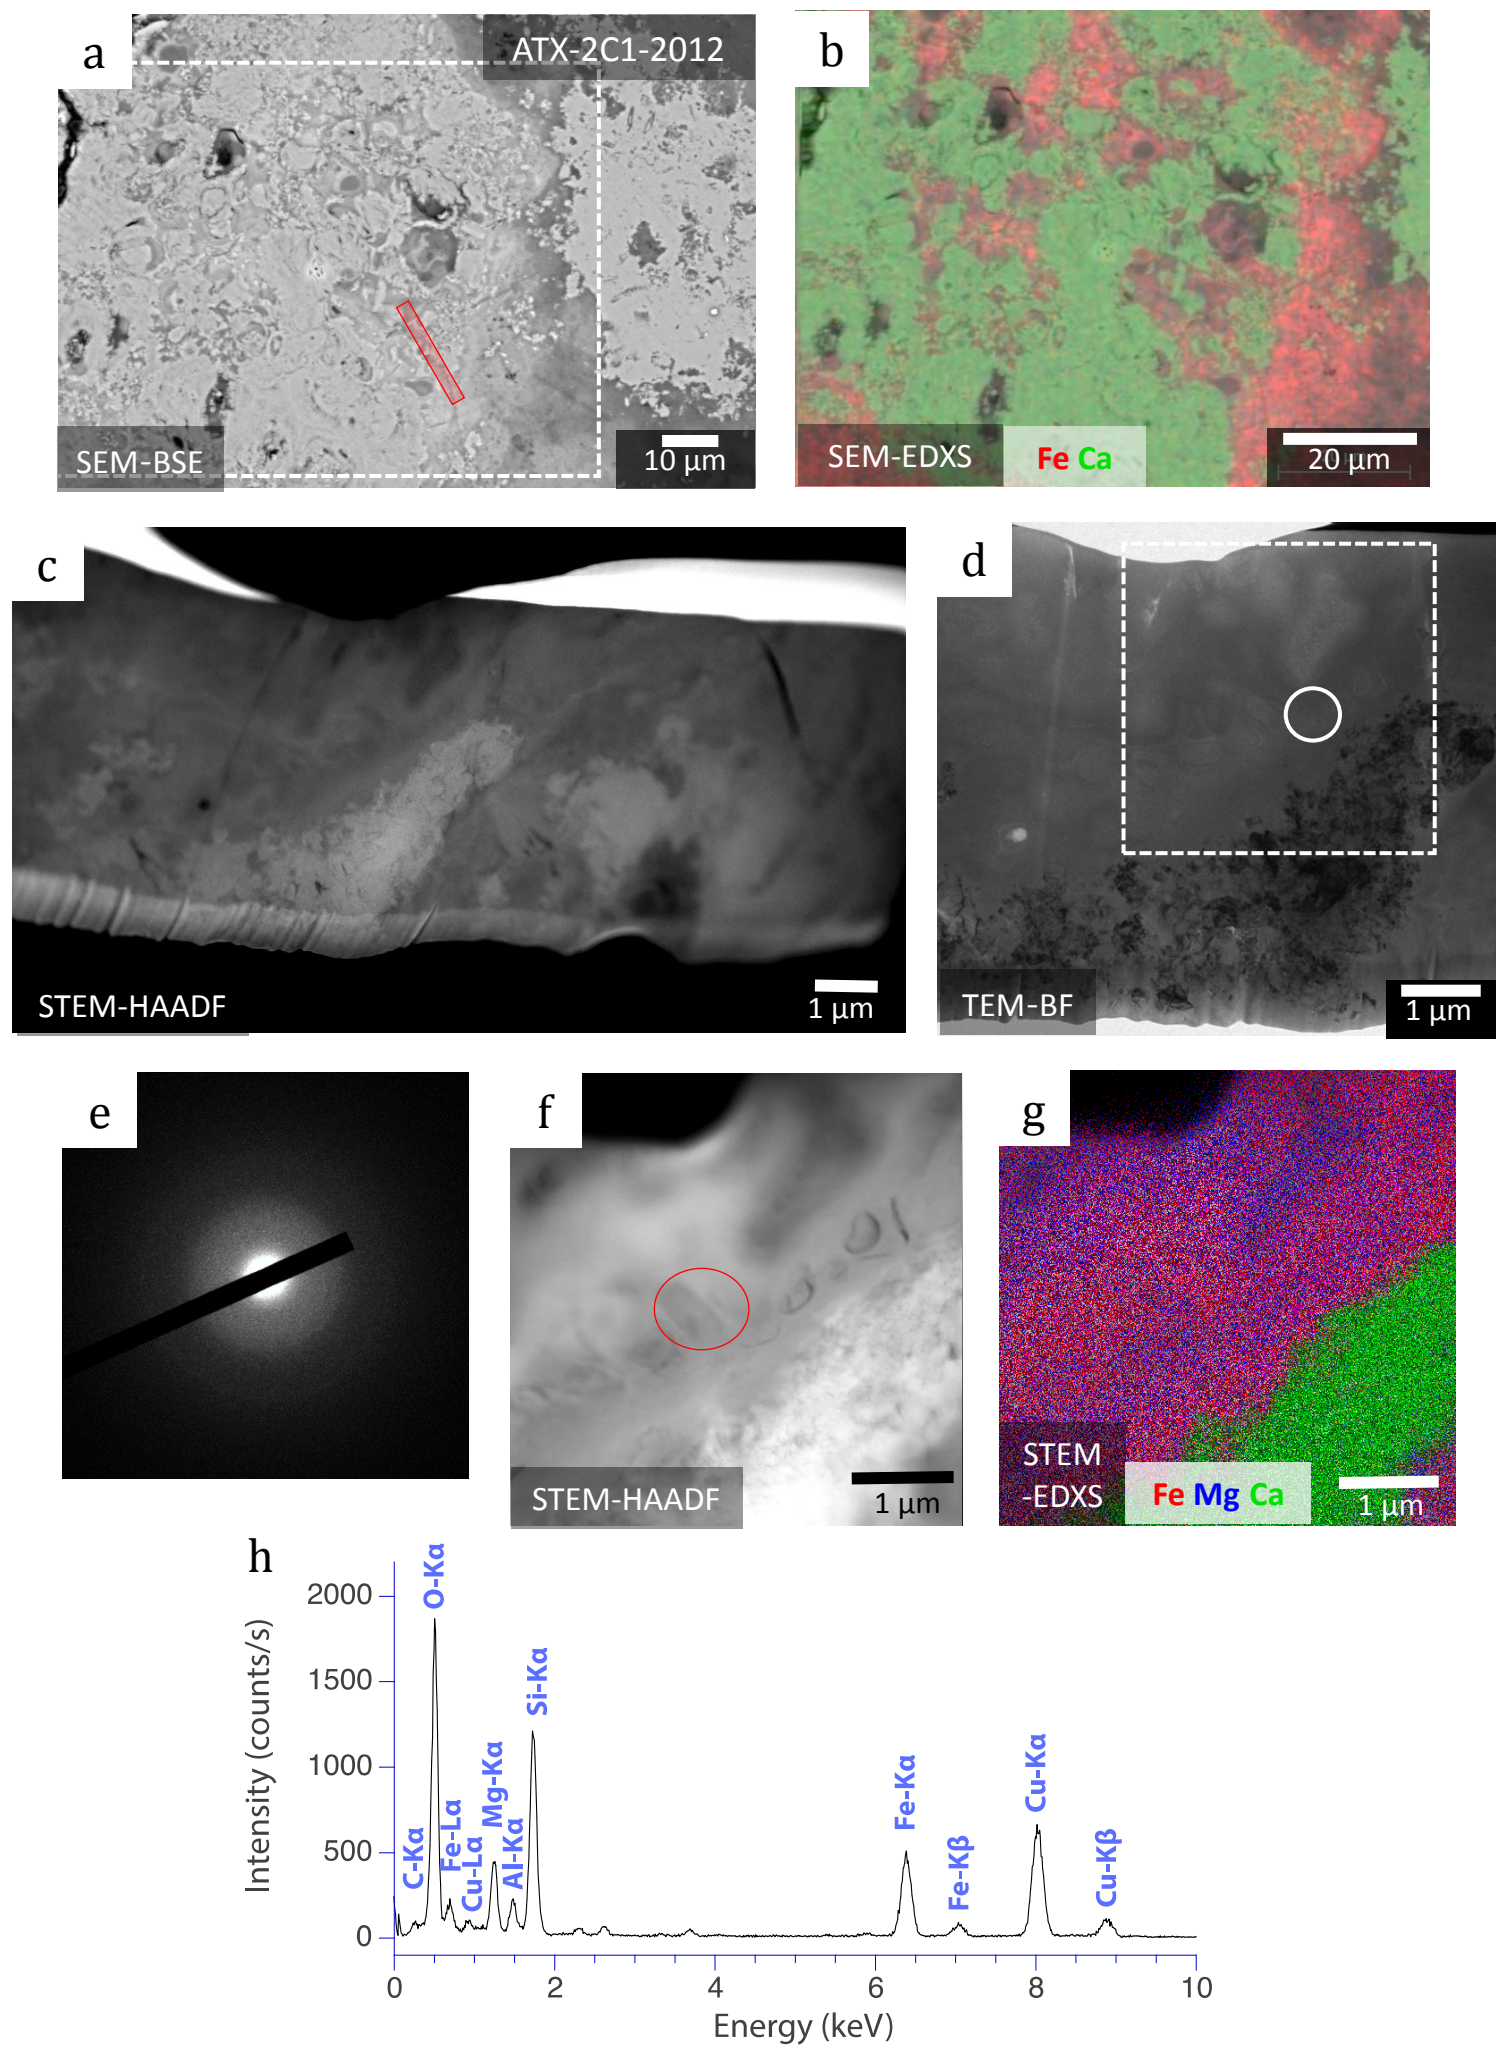 a
ATX-2C1-2012
SEM-BSE
10 µm
b
SEM-EDXS
Fe Ca
20 µm
c
STEM-HAADF
1 µm
d
TEM-BF
1 µm
e
f
STEM-HAADF
1 µm
g
STEM
-EDXS
Fe Mg Ca
1 µm
h
Intensity (counts/s)
2000
1500
1000
500
0
C-Kα
O-Kα
Fe-Lα
Cu-Lα
Mg-Kα
Al-Kα
Si-Kα
Fe-Kα
Fe-Kβ
Cu-Kα
Cu-Kβ
0 2 4 6 8 10
Energy (keV)